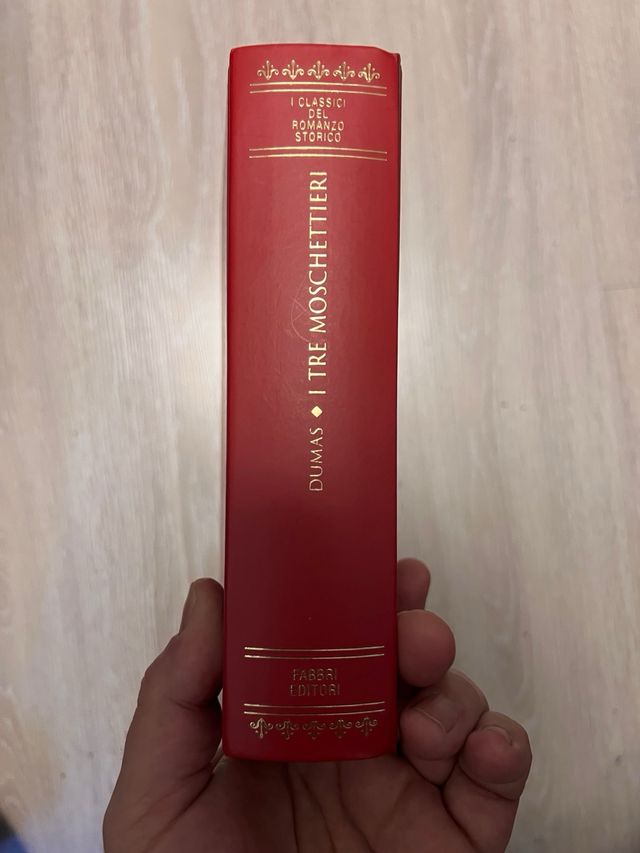 I CLASSICI
DEL
ROMANZO
STORICO
DUMAS ◆ I TRE MOSCHETTIERI
FABBRI
EDITORI